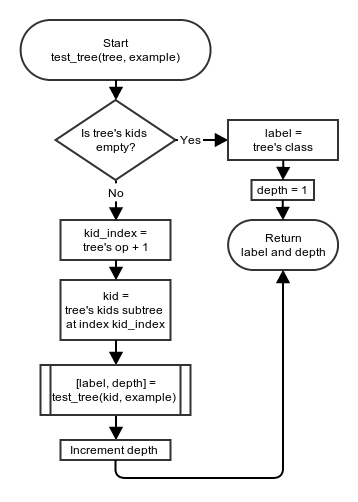 Start
test_tree(tree, example)
Is tree's kids
empty?
Yes
label =
tree's class
depth = 1
Return
label and depth
No
kid_index =
tree's op + 1
kid =
tree's kids subtree
at index kid_index
[label, depth] =
test_tree(kid, example)
Increment depth